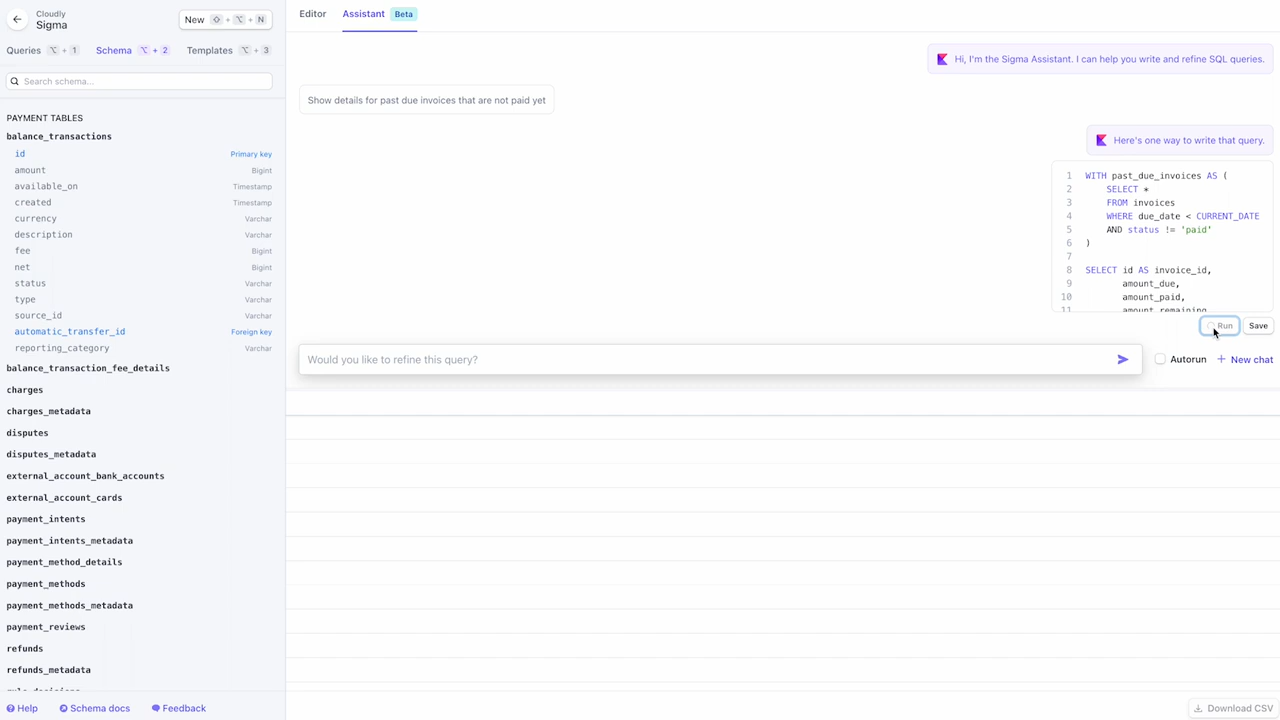 Cloudly
Sigma
New ⇧ + ⌥ + N
Queries ⌥ + 1
Schema ⌥ + 2
Templates ⌥ + 3
Search schema...
PAYMENT TABLES
balance_transactions
id Primary key
amount Bigint
available_on Timestamp
created Timestamp
currency Varchar
description Varchar
fee Bigint
net Bigint
status Varchar
type Varchar
source_id Varchar
automatic_transfer_id Foreign key
reporting_category Varchar
balance_transaction_fee_details
charges
charges_metadata
disputes
disputes_metadata
external_account_bank_accounts
external_account_cards
payment_intents
payment_intents_metadata
payment_method_details
payment_methods
payment_methods_metadata
payment_reviews
refunds
refunds_metadata
Help
Schema docs
Feedback
Editor
Assistant Beta
Hi, I'm the Sigma Assistant. I can help you write and refine SQL queries.
Show details for past due invoices that are not paid yet
Here's one way to write that query.
1 WITH past_due_invoices AS (
2 SELECT *
3 FROM invoices
4 WHERE due_date < CURRENT_DATE
5 AND status != 'paid'
6 )
7
8 SELECT id AS invoice_id,
9 amount_due,
10 amount_paid,
11 amount_remaining
Run
Save
Would you like to refine this query?
Autorun
+ New chat
Download CSV